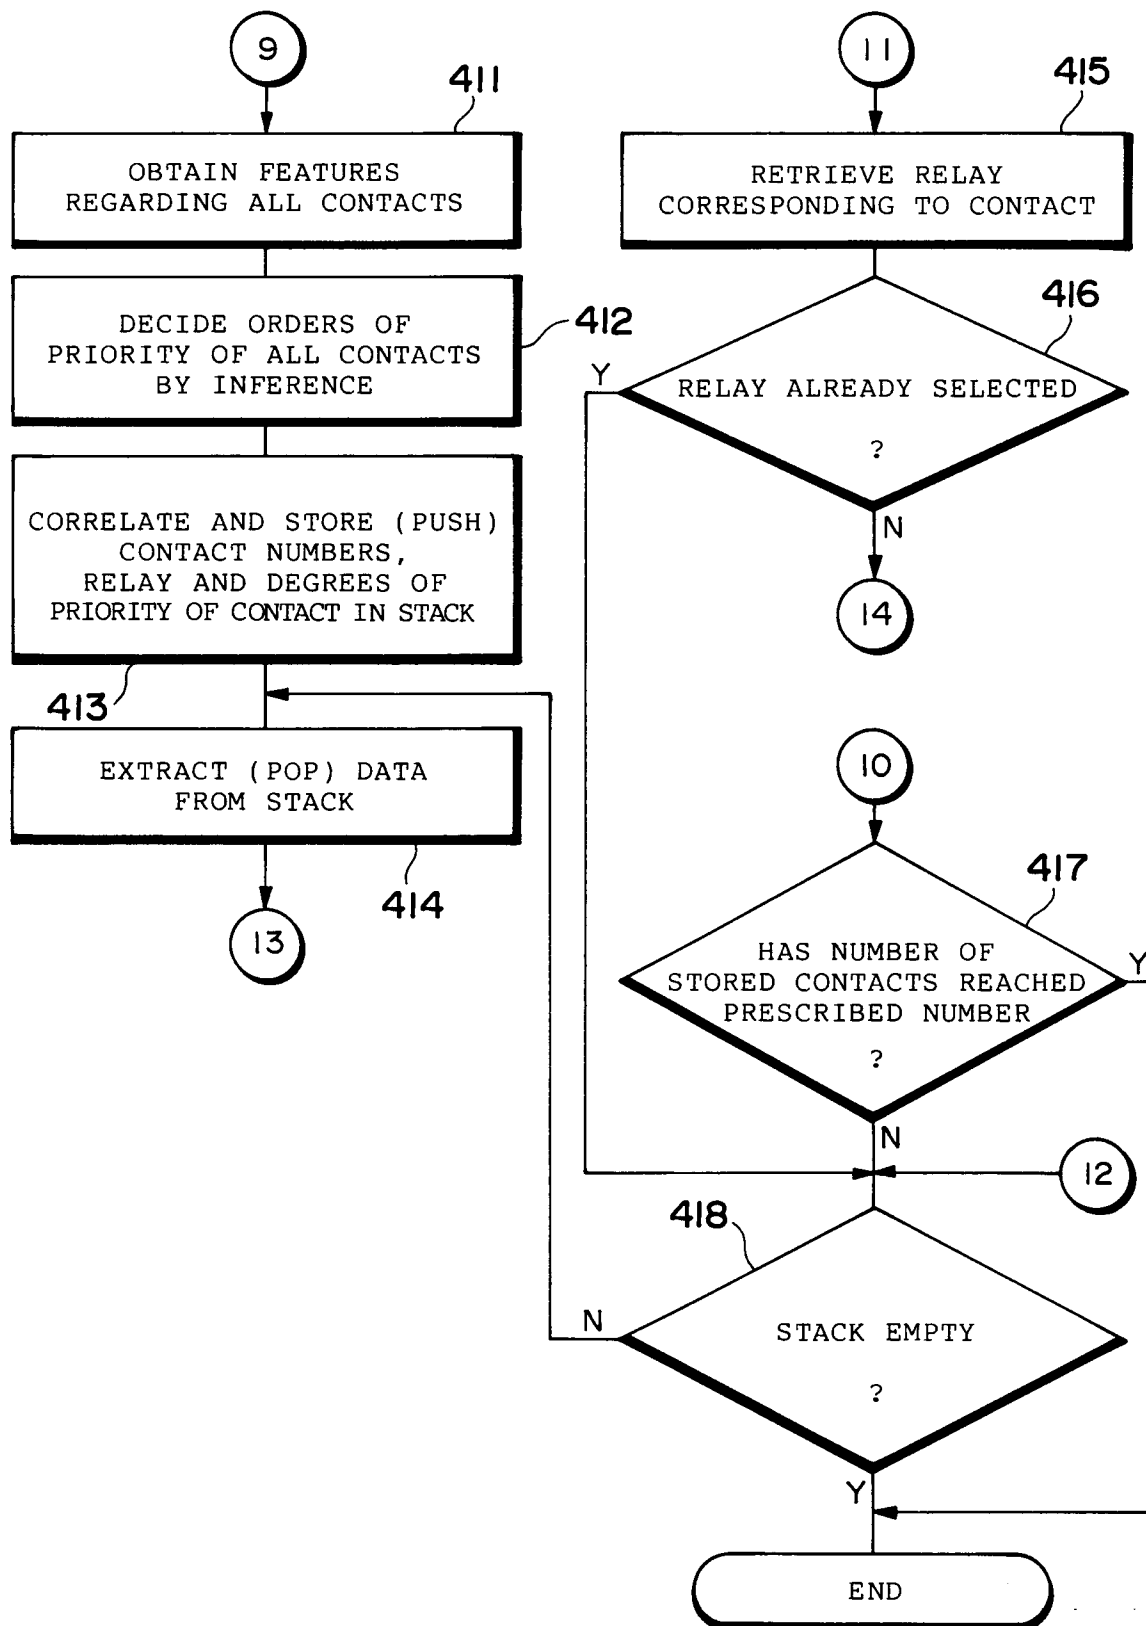 9
411
OBTAIN FEATURES
REGARDING ALL CONTACTS
DECIDE ORDERS OF
PRIORITY OF ALL CONTACTS
BY INFERENCE
412
CORRELATE AND STORE (PUSH)
CONTACT NUMBERS,
RELAY AND DEGREES OF
PRIORITY OF CONTACT IN STACK
413
EXTRACT (POP) DATA
FROM STACK
414
13
11
415
RETRIEVE RELAY
CORRESPONDING TO CONTACT
416
Y
RELAY ALREADY SELECTED
?
N
14
10
417
HAS NUMBER OF
STORED CONTACTS REACHED
PRESCRIBED NUMBER
?
Y
N
12
418
N
STACK EMPTY
?
Y
END